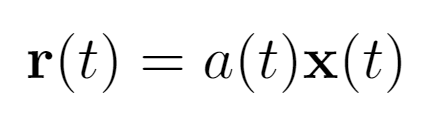 𝐫(t) = a(t)𝐱(t)